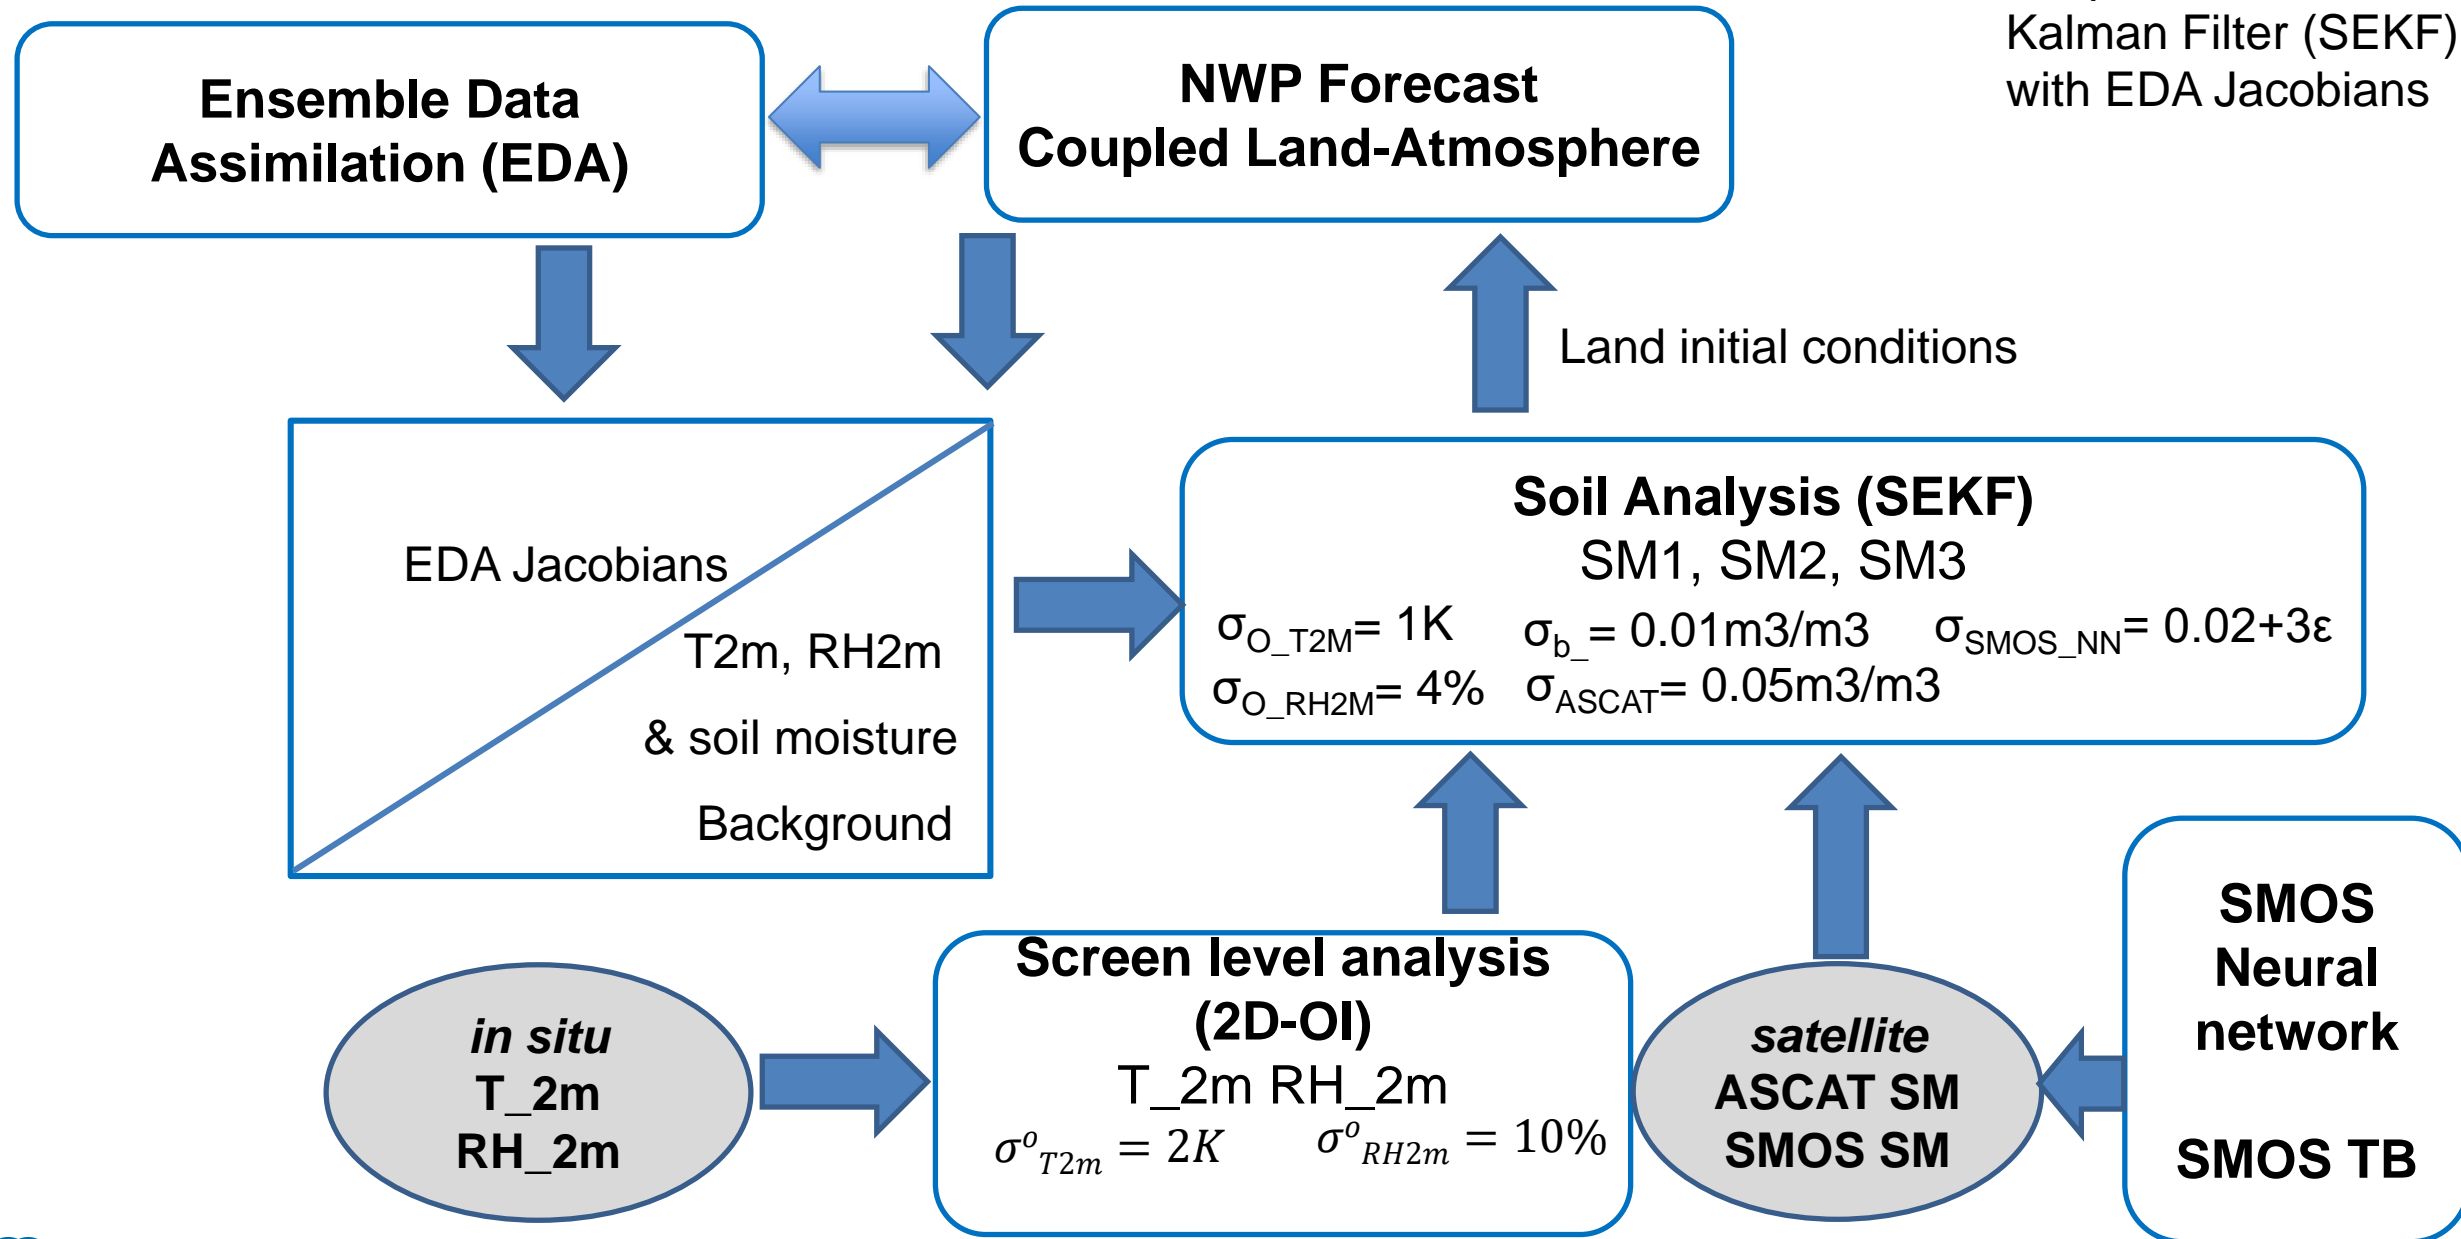 Kalman Filter (SEKF)
with EDA Jacobians
Ensemble Data
Assimilation (EDA)
NWP Forecast
Coupled Land-Atmosphere
Land initial conditions
EDA Jacobians
T2m, RH2m
& soil moisture
Background
Soil Analysis (SEKF)
SM1, SM2, SM3
σO_T2M= 1K σb_= 0.01m3/m3 σSMOS_NN= 0.02+3ε
σO_RH2M= 4% σASCAT= 0.05m3/m3
in situ
T_2m
RH_2m
Screen level analysis
(2D-OI)
T_2m RH_2m
σ^o_T2m = 2K σ^o_RH2m = 10%
satellite
ASCAT SM
SMOS SM
SMOS
Neural
network
SMOS TB